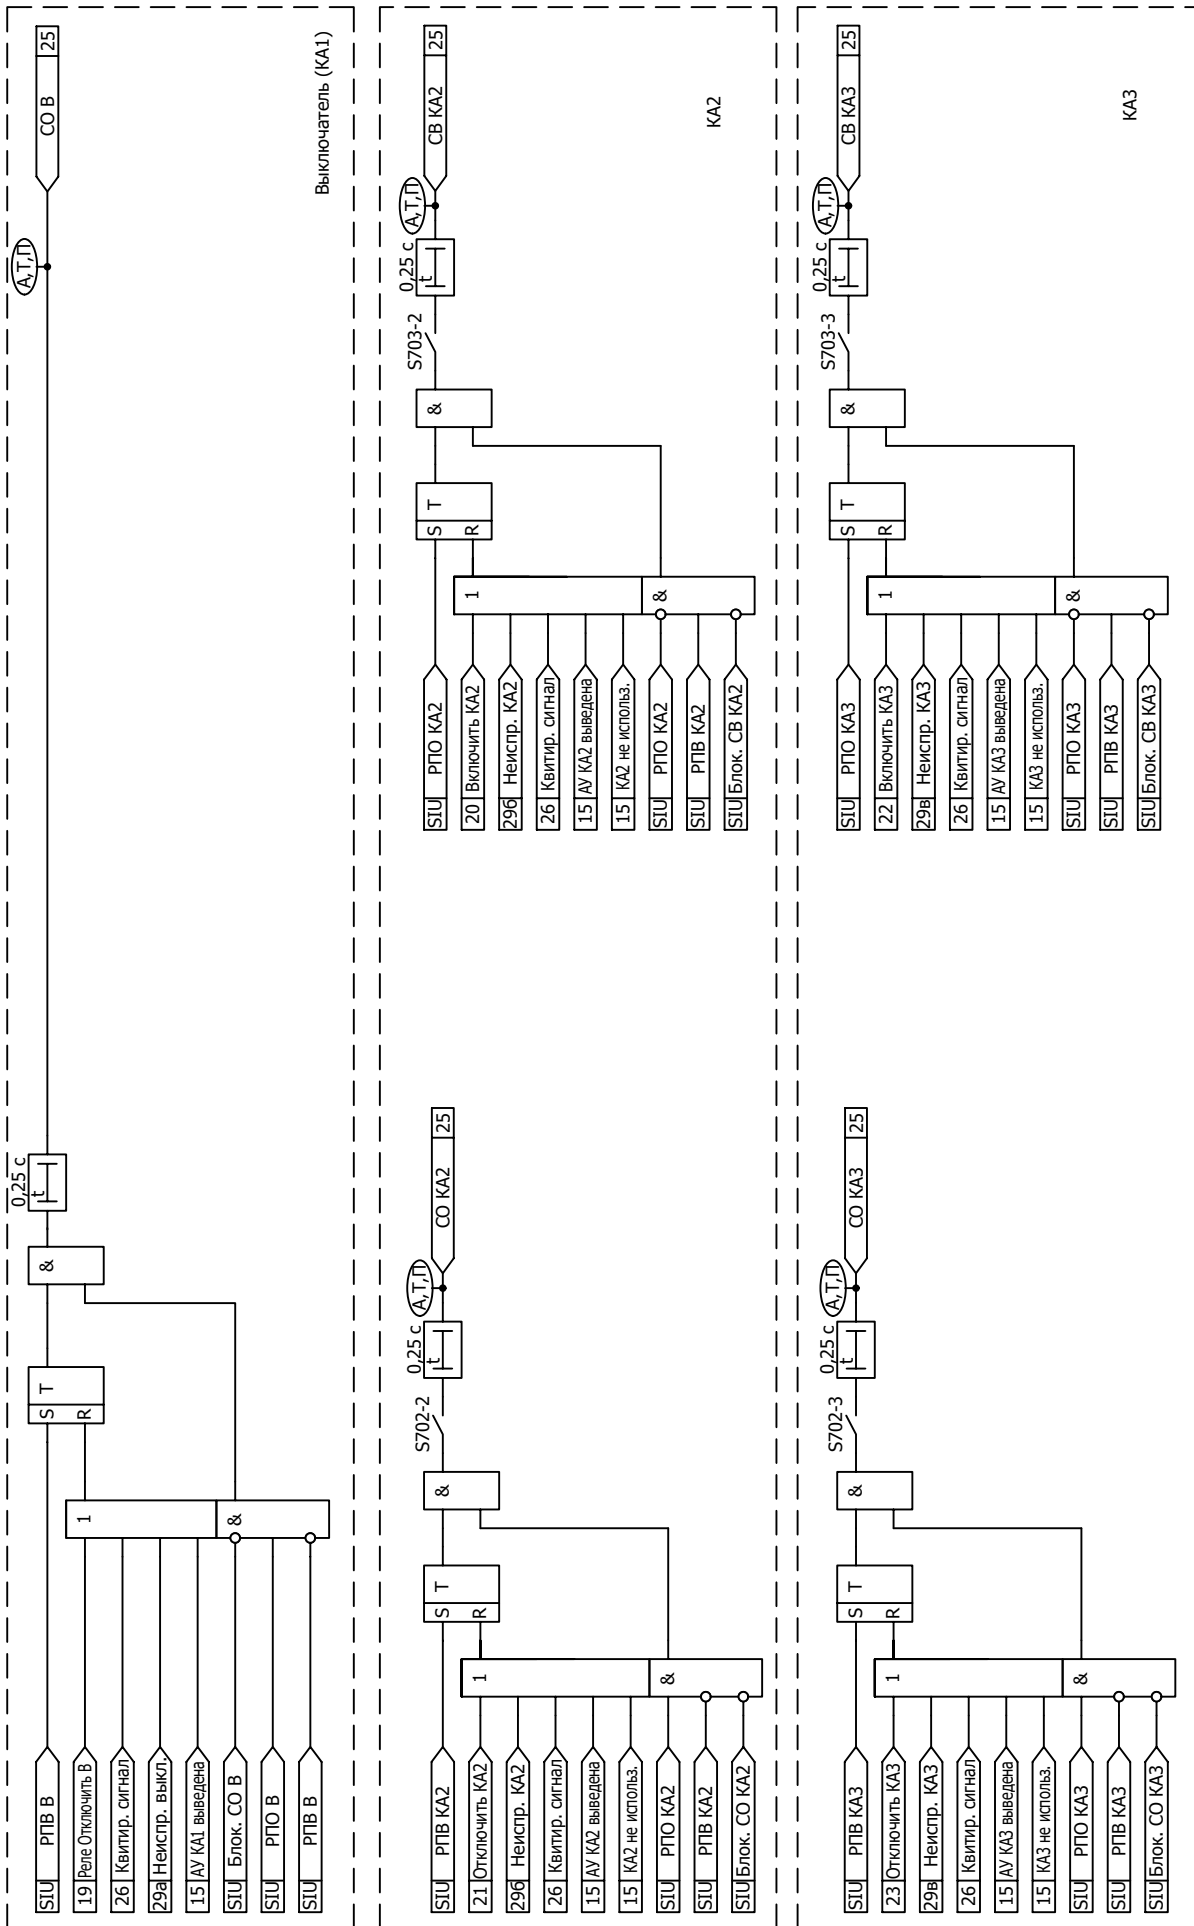 SIU РПВ В
19 Реле Отключить В
26 Квитир. сигнал
29а Неиспр. выкл.
15 АУ КА1 выведена
SIU Блок. СО В
SIU РПО В
SIU РПВ В
1
&
S T
R
&
0,25 с
t
А,Т,П
СО В 25
Выключатель (КА1)
SIU РПВ КА2
21 Отключить КА2
29б Неиспр. КА2
26 Квитир. сигнал
15 АУ КА2 выведена
15 КА2 не использ.
SIU РПО КА2
SIU РПВ КА2
SIU Блок. СО КА2
1
&
S T
R
&
S702-2
0,25 с
t
А,Т,П
СО КА2 25
SIU РПО КА2
20 Включить КА2
29б Неиспр. КА2
26 Квитир. сигнал
15 АУ КА2 выведена
15 КА2 не использ.
SIU РПО КА2
SIU РПВ КА2
SIU Блок. СВ КА2
1
&
S T
R
&
S703-2
0,25 с
t
А,Т,П
СВ КА2 25
КА2
SIU РПВ КА3
23 Отключить КА3
29в Неиспр. КА3
26 Квитир. сигнал
15 АУ КА3 выведена
15 КА3 не использ.
SIU РПО КА3
SIU РПВ КА3
SIU Блок. СО КА3
1
&
S T
R
&
S702-3
0,25 с
t
А,Т,П
СО КА3 25
SIU РПО КА3
22 Включить КА3
29в Неиспр. КА3
26 Квитир. сигнал
15 АУ КА3 выведена
15 КА3 не использ.
SIU РПО КА3
SIU РПВ КА3
SIU Блок. СВ КА3
1
&
S T
R
&
S703-3
0,25 с
t
А,Т,П
СВ КА3 25
КА3